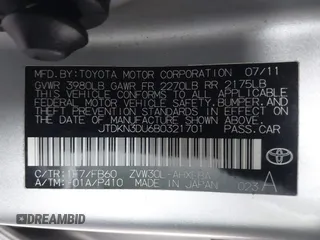 MFD.BY:TOYOTA MOTOR CORPORATION 07/11
GVWR 3980LB GAWR FR 2270LB RR 2175LB
THIS VEHICLE CONFORMS TO ALL APPLICABLE
FEDERAL MOTOR VEHICLE SAFETY, BUMPER, AND
THEFT PREVENTION STANDARDS IN EFFECT ON
THE DATE OF MANUFACTURE SHOWN ABOVE.
JTDKN3DU6B0321701 PASS.CAR
C/TR:1F7/FB60 ZVW30L-
A/TM:-01A/P410 MADE IN JAPAN A
TOYOTA
© DREAMBID